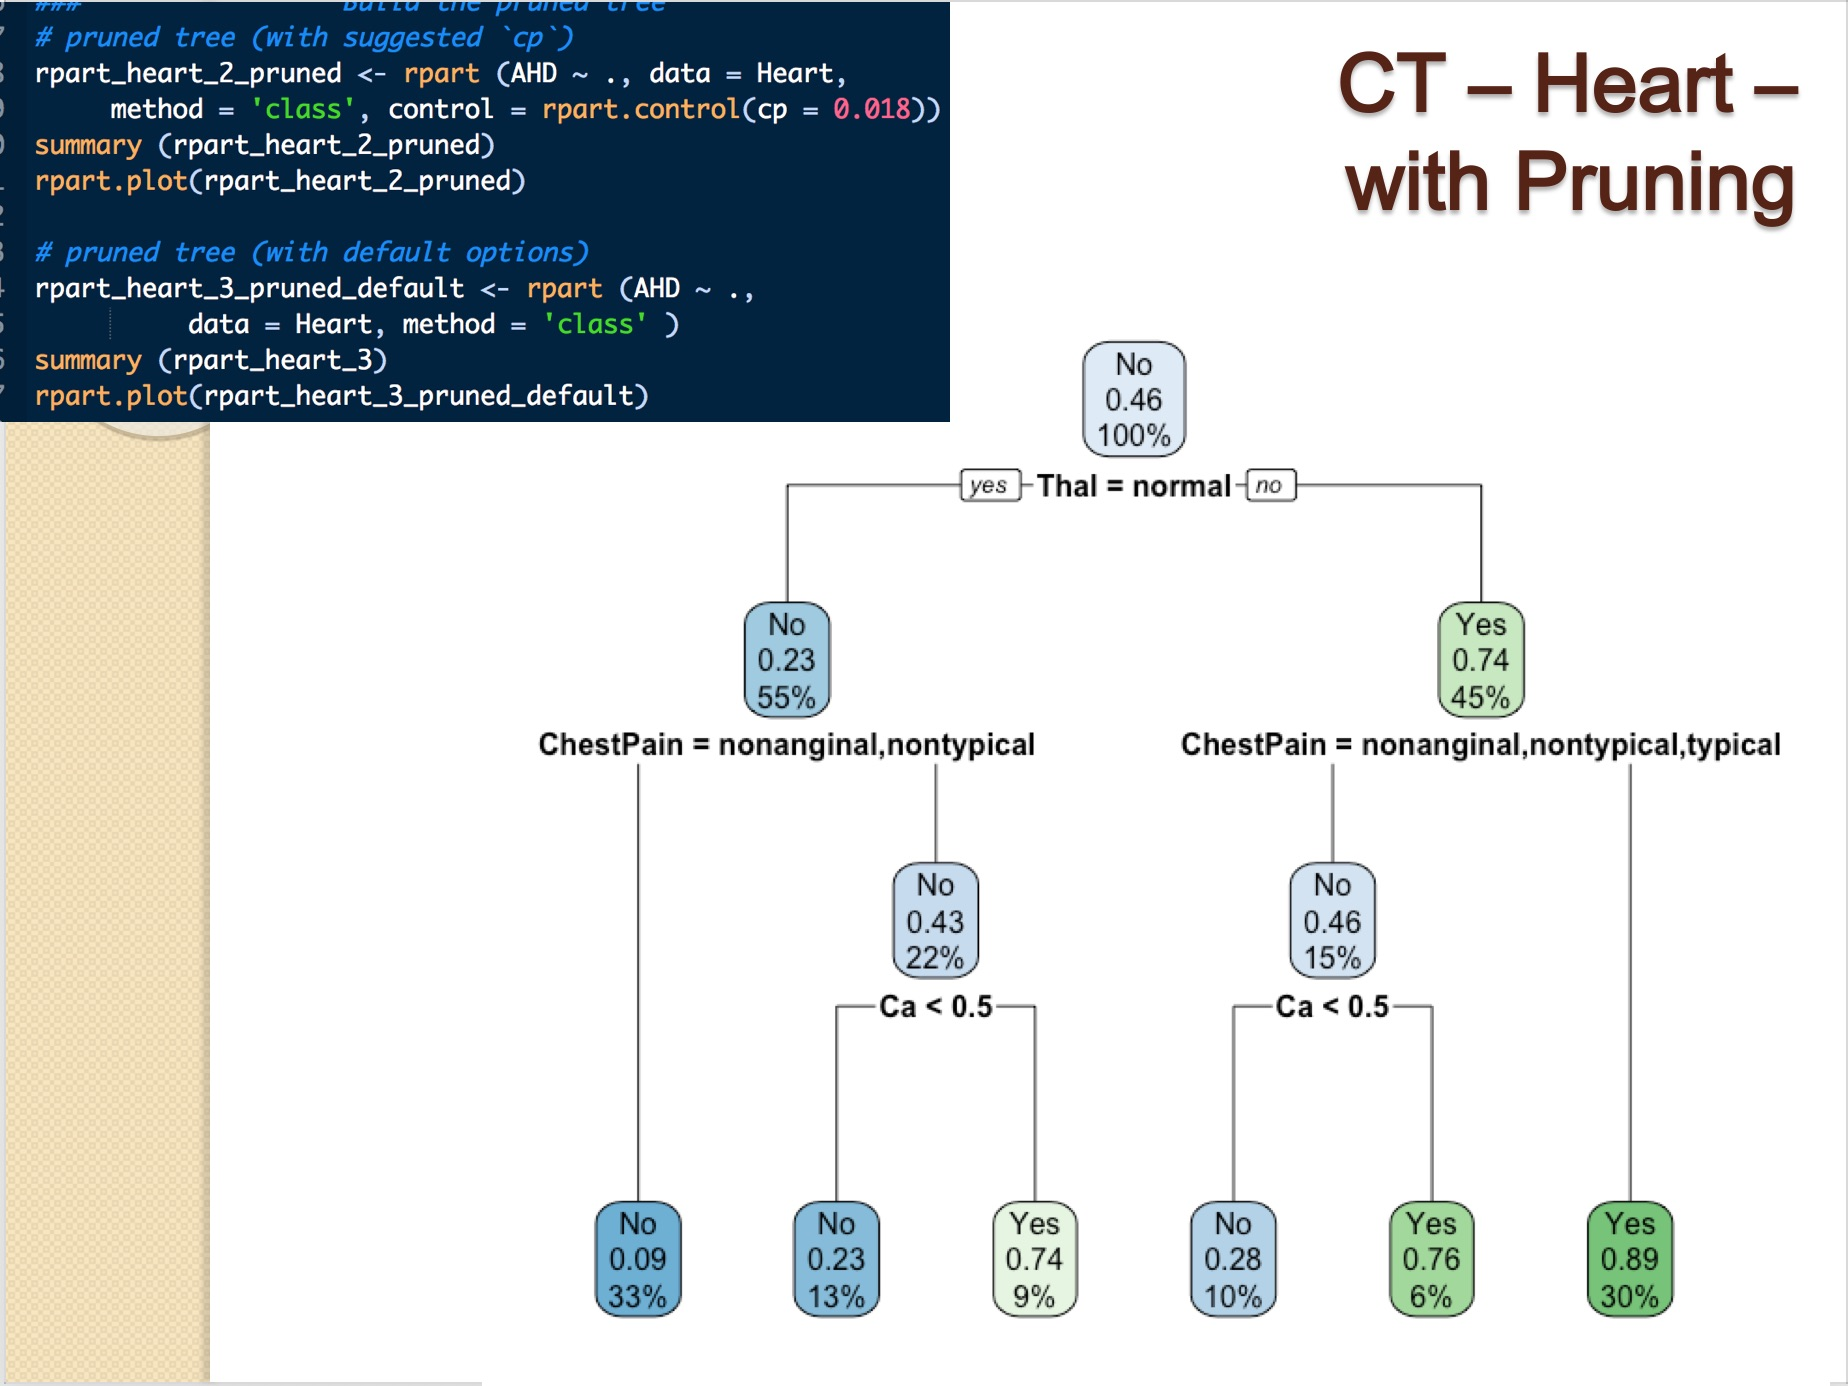 ### Build the pruned tree
# pruned tree (with suggested `cp`)
rpart_heart_2_pruned <- rpart (AHD ~ ., data = Heart,
method = 'class', control = rpart.control(cp = 0.018))
summary (rpart_heart_2_pruned)
rpart.plot(rpart_heart_2_pruned)
# pruned tree (with default options)
rpart_heart_3_pruned_default <- rpart (AHD ~ .,
data = Heart, method = 'class' )
summary (rpart_heart_3)
rpart.plot(rpart_heart_3_pruned_default)
CT – Heart –
with Pruning
No
0.46
100%
yes Thal = normal no
No
0.23
55%
Yes
0.74
45%
ChestPain = nonanginal,nontypical
ChestPain = nonanginal,nontypical,typical
No
0.43
22%
No
0.46
15%
Ca < 0.5
Ca < 0.5
No
0.09
33%
No
0.23
13%
Yes
0.74
9%
No
0.28
10%
Yes
0.76
6%
Yes
0.89
30%